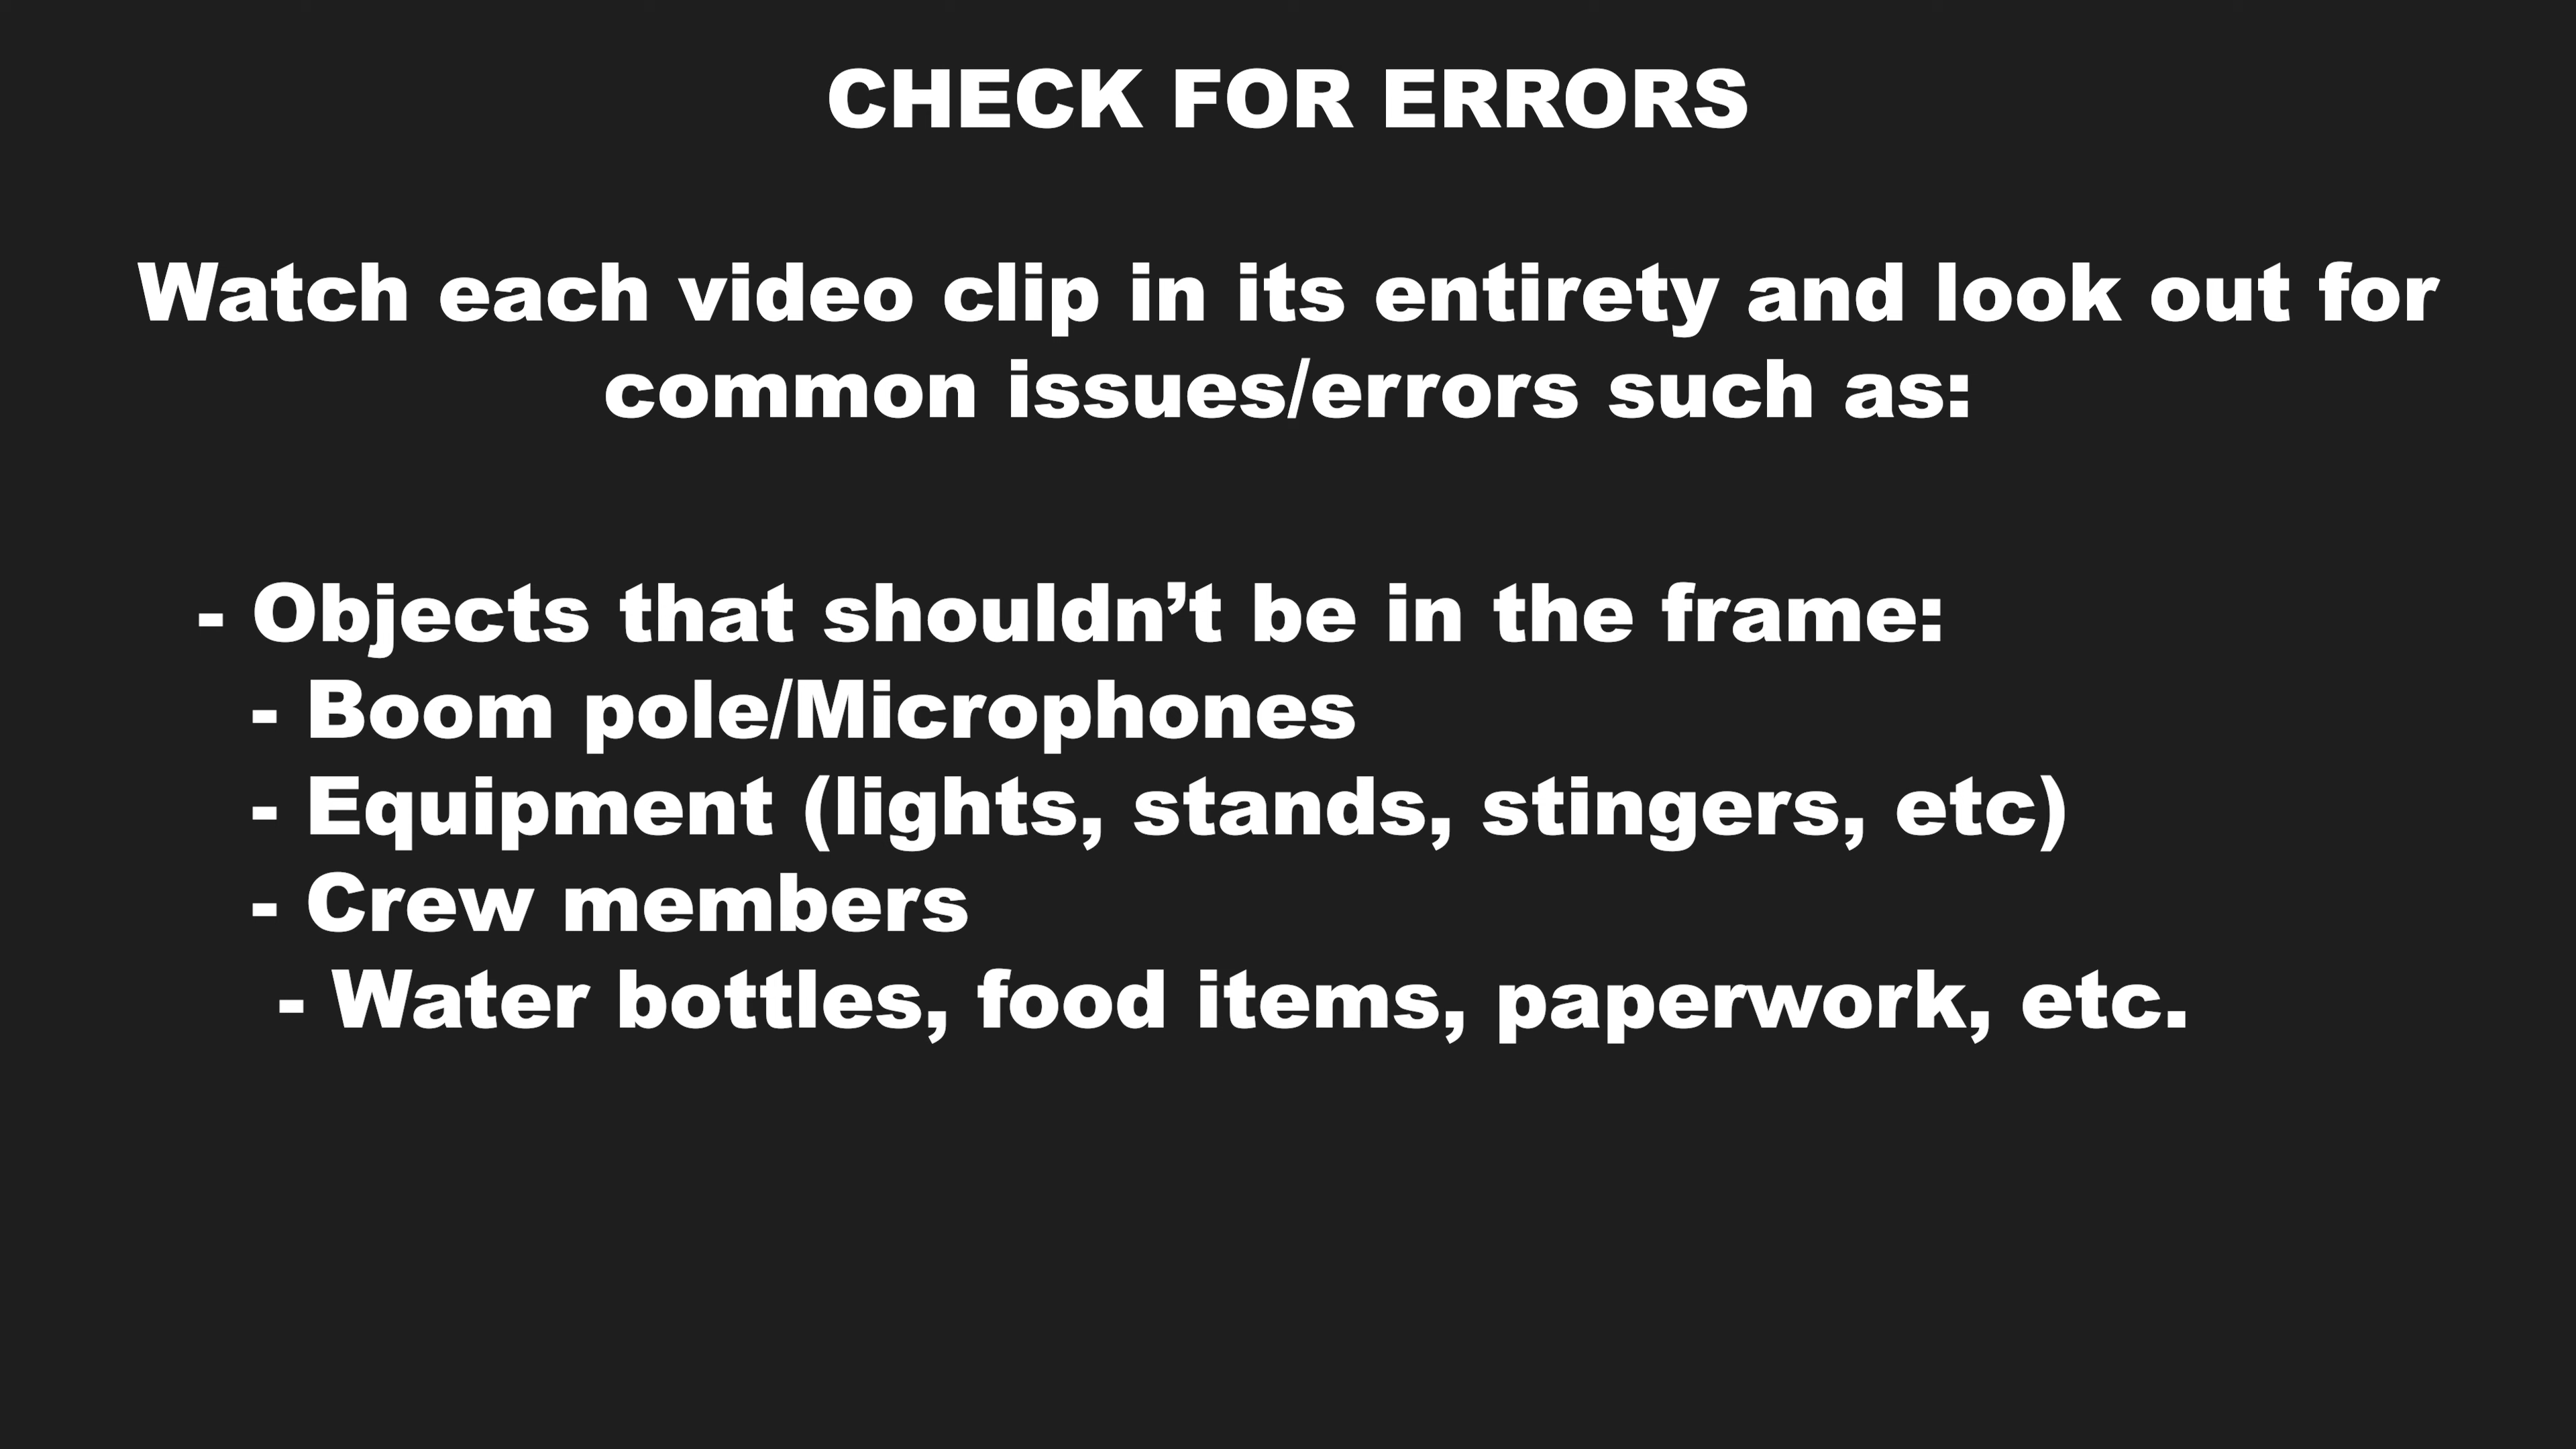 CHECK FOR ERRORS
Watch each video clip in its entirety and look out for
common issues/errors such as:
- Objects that shouldn’t be in the frame:
- Boom pole/Microphones
- Equipment (lights, stands, stingers, etc)
- Crew members
- Water bottles, food items, paperwork, etc.